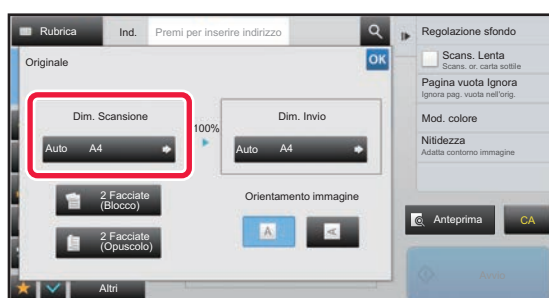 Rubrica
Ind.
Premi per inserire indirizzo
Originale
OK
Dim. Scansione
Auto A4
100%
Dim. Invio
Auto A4
2 Facciate
(Blocco)
2 Facciate
(Opuscolo)
Orientamento immagine
A
A
Altri
Regolazione sfondo
Scans. Lenta
Scans. or. carta sottile
Pagina vuota Ignora
Ignora pag. vuota nell'orig.
Mod. colore
Nitidezza
Adatta contorno immagine
Anteprima
CA
Avvio